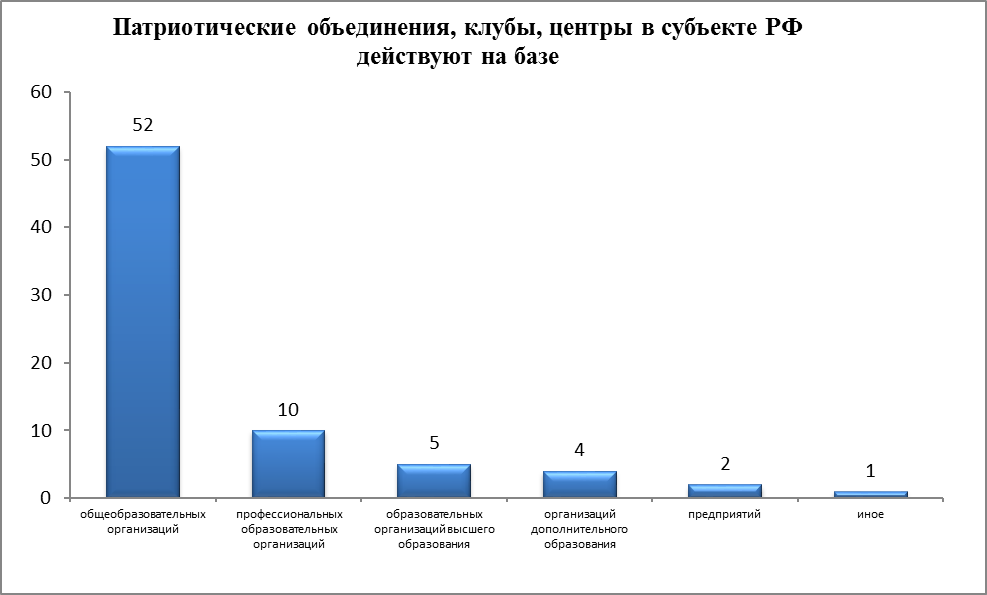 Патриотические объединения, клубы, центры в субъекте РФ
действуют на базе
60
50
40
30
20
10
0
52
10
5
4
2
1
общеобразовательных
организаций
профессиональных
образовательных
организаций
образовательных
организаций высшего
образования
организаций
дополнительного
образования
предприятий
иное